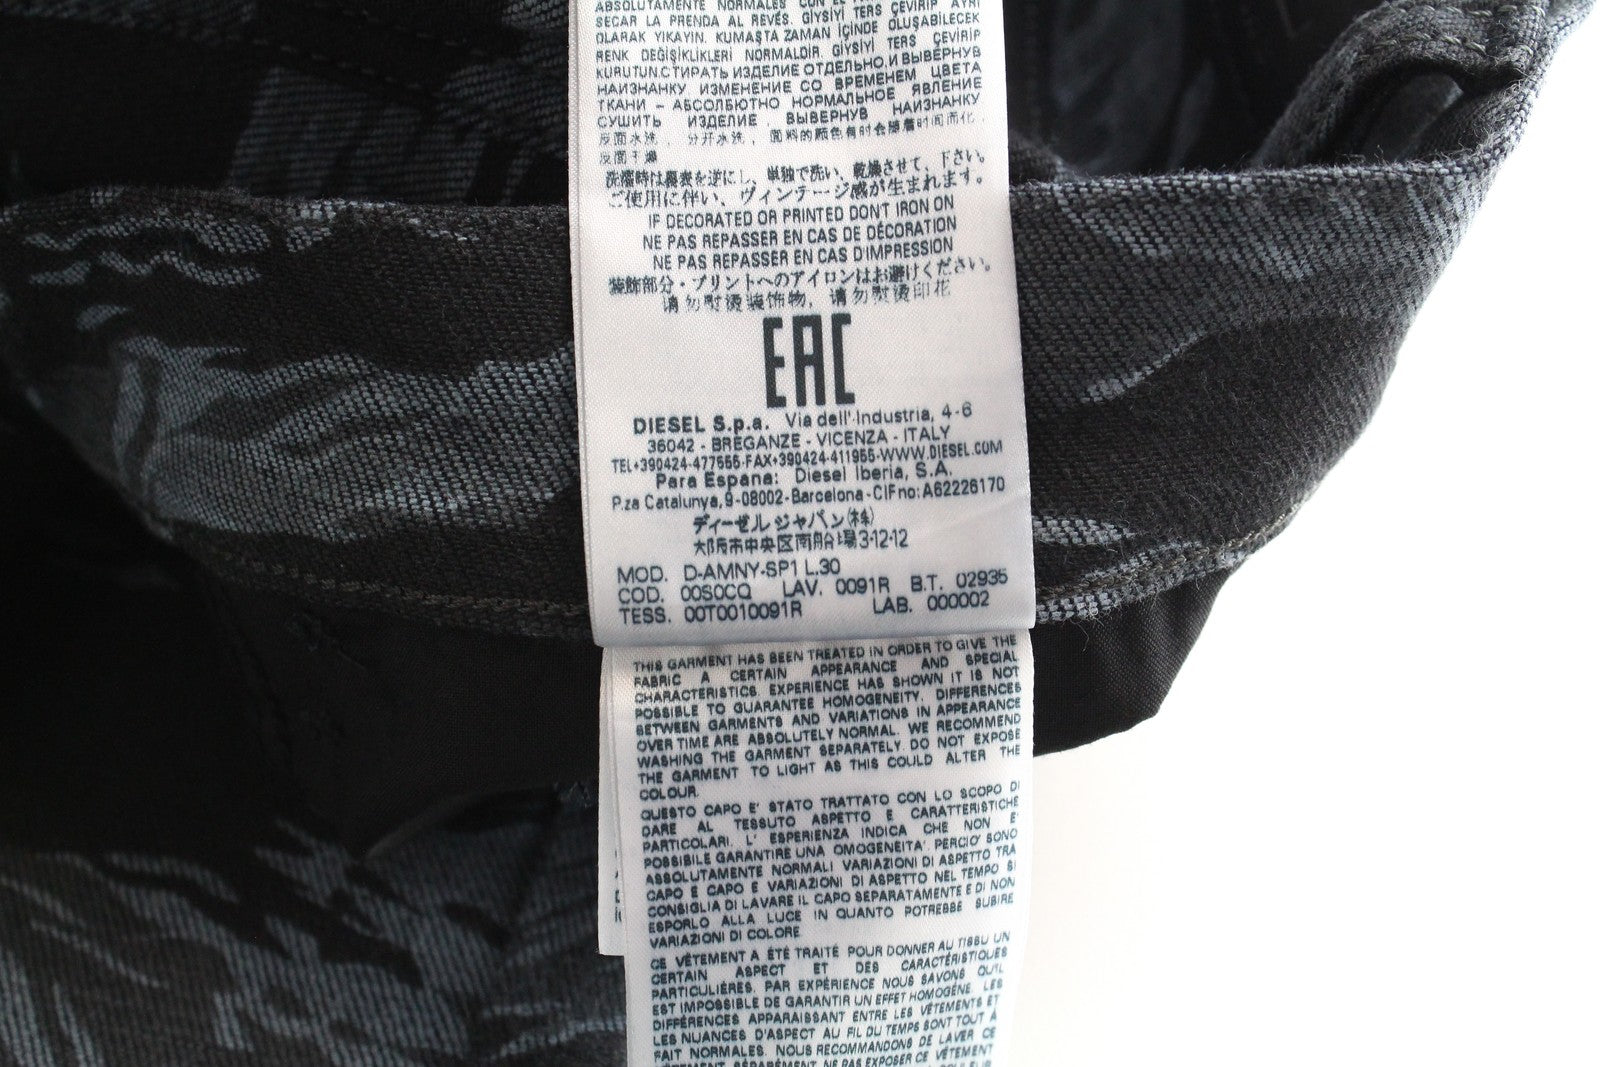 ABSOLUTAMENTE NORMALES CON EL
SECAR LA PRENDA AL REVÉS. GIYSIYI TERS ÇEVIRIP AYRI
OLARAK YIKAYIN. KUMAŞTA ZAMAN İÇİNDE OLUŞABİLECEK
RENK DEĞİŞİKLİKLERİ NORMALDIR. GİYSİYİ TERS ÇEVİRİP
KURUTUN.СТИРАТЬ ИЗДЕЛИЕ ОТДЕЛЬНО, И ВЫВЕРНУВ
НАИЗНАНКУ. ИЗМЕНЕНИЕ СО ВРЕМЕНЕМ ЦВЕТА
ТКАНИ – АБСОЛЮТНО НОРМАЛЬНОЕ ЯВЛЕНИЕ
СУШИТЬ ИЗДЕЛИЕ, ВЫВЕРНУВ НАИЗНАНКУ
反面水洗, 分开水洗, 面料的颜色有时会随着时间而化,
反面干燥
洗濯時は裏表を逆にし、単独で洗い、乾燥させて、下さい。
ご使用に伴い、ヴィンテージ感が生まれます。
IF DECORATED OR PRINTED DONT IRON ON
NE PAS REPASSER EN CAS DE DÉCORATION
NE PAS REPASSER EN CAS D'IMPRESSION
装飾部分・プリントへのアイロンはお避けください。
请勿熨烫装饰物, 请勿熨烫印花
EAC
DIESEL S.p.a. Via dell'Industria, 4-6
36042 - BREGANZE - VICENZA - ITALY
TEL+390424-477555-FAX+390424-411955-WWW.DIESEL.COM
Para Espana: Diesel Iberia, S.A.
P.za Catalunya,9-08002-Barcelona-CIFno:A62226170
ディーゼルジャパン(株)
大阪市中央区南船場3-12-12
MOD. D-AMNY-SP1 L.30
COD. 00S0CQ LAV. 0091R B.T. 02935
TESS. 00T0010091R LAB. 000002
THIS GARMENT HAS BEEN TREATED IN ORDER TO GIVE THE
FABRIC A CERTAIN APPEARANCE AND SPECIAL
CHARACTERISTICS. EXPERIENCE HAS SHOWN IT IS NOT
POSSIBLE TO GUARANTEE HOMOGENEITY. DIFFERENCES
BETWEEN GARMENTS AND VARIATIONS IN APPEARANCE
OVER TIME ARE ABSOLUTELY NORMAL. WE RECOMMEND
WASHING THE GARMENT SEPARATELY. DO NOT EXPOSE
THE GARMENT TO LIGHT AS THIS COULD ALTER THE
COLOUR.
QUESTO CAPO E' STATO TRATTATO CON LO SCOPO DI
DARE AL TESSUTO ASPETTO E CARATTERISTICHE
PARTICOLARI. L' ESPERIENZA INDICA CHE NON E'
POSSIBILE GARANTIRE UNA OMOGENEITA'. PERCIO' SONO
ASSOLUTAMENTE NORMALI VARIAZIONI DI ASPETTO TRA
CAPO E CAPO E VARIAZIONI DI ASPETTO NEL TEMPO SI
CONSIGLIA DI LAVARE IL CAPO SEPARATAMENTE E DI NON
ESPORLO ALLA LUCE IN QUANTO POTREBBE SUBIRE
VARIAZIONI DI COLORE
CE VÊTEMENT A ÉTÉ TRAITÉ POUR DONNER AU TISSU UN
CERTAIN ASPECT ET DES CARACTÉRISTIQUES
PARTICULIÈRES. PAR EXPÉRIENCE NOUS SAVONS QU'IL
EST IMPOSSIBLE DE GARANTIR UN EFFET HOMOGÈNE. LES
DIFFÉRENCES APPARAISSANT ENTRE LES VÊTEMENTS ET
LES NUANCES D'ASPECT AU FIL DU TEMPS SONT TOUT À
FAIT NORMALES. NOUS RECOMMANDONS DE LAVER CE
VÊTEMENT SÉPARÉMENT. NE PAS EXPOSER CE VÊTEMENT